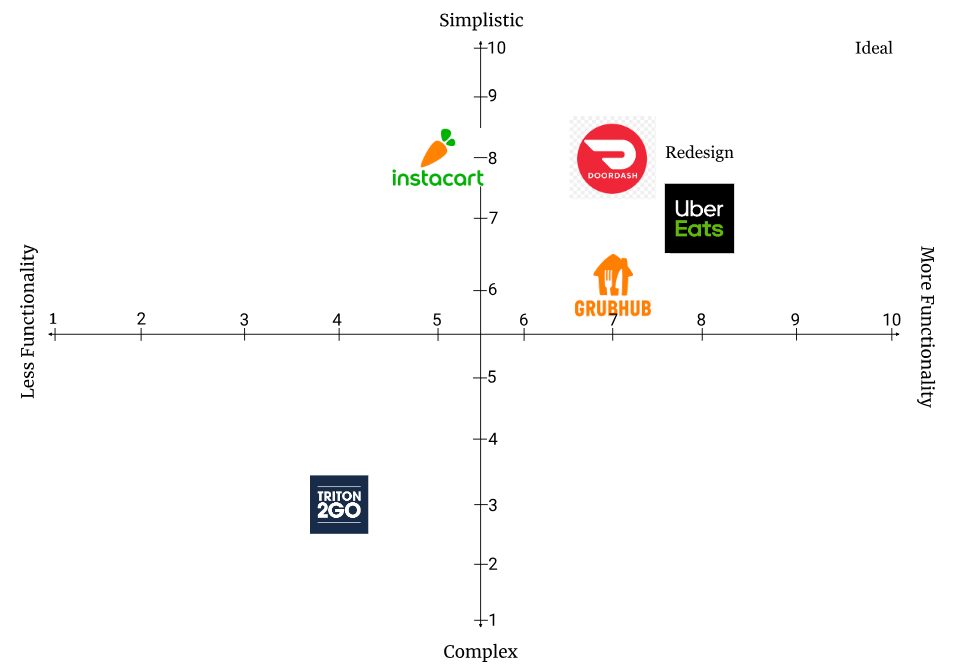 Simplistic
10
Ideal
9
instacart
8
DOORDASH
Redesign
7
Uber
Eats
6
GRUBHUB
Less Functionality
1 2 3 4 5 6 7 8 9 10
More Functionality
5
4
TRITON
2GO
3
2
1
Complex